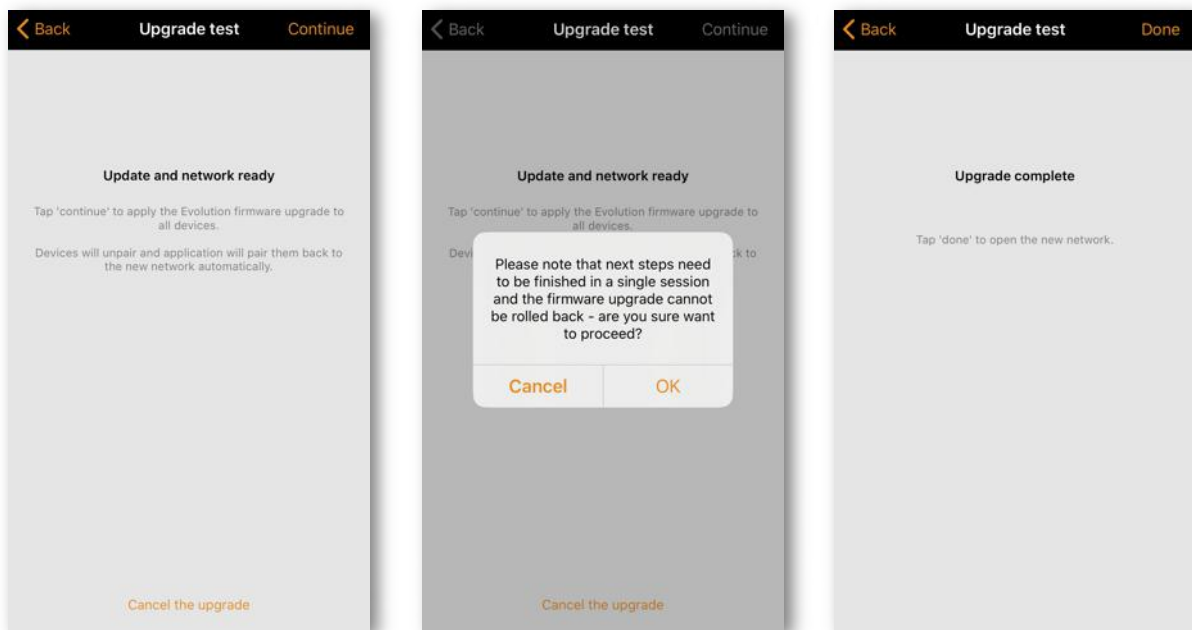 Back Upgrade test Continue
Update and network ready
Tap 'continue' to apply the Evolution firmware upgrade to
all devices.
Devices will unpair and application will pair them back to
the new network automatically.
Cancel the upgrade
Back Upgrade test Continue
Update and network ready
Tap 'continue' to apply the Evolution firmware upgrade to
all devices.
Devi ck to
Please note that next steps need
to be finished in a single session
and the firmware upgrade cannot
be rolled back - are you sure want
to proceed?
Cancel OK
Cancel the upgrade
Back Upgrade test Done
Upgrade complete
Tap 'done' to open the new network.